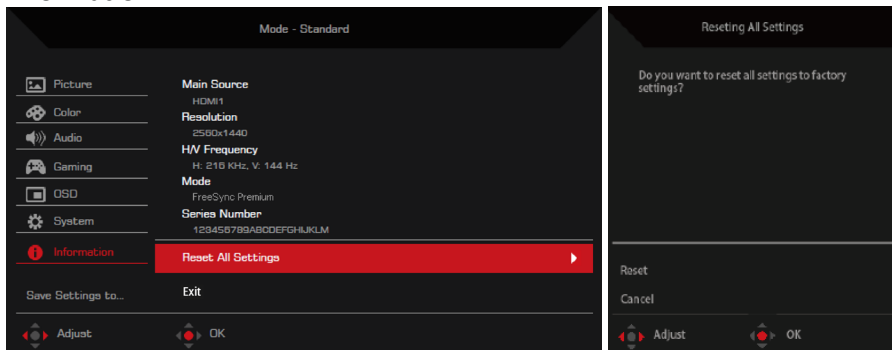 Mode - Standard
Picture
Color
Audio
Gaming
OSD
System
Information
Save Settings to...
Main Source
HDMI1
Resolution
2560x1440
H/V Frequency
H: 216 KHz, V: 144 Hz
Mode
FreeSync Premium
Series Number
123456789ABCDEFGHIJKLM
Reset All Settings
Exit
Adjust
OK
Reseting All Settings
Do you want to reset all settings to factory
settings?
Reset
Cancel
Adjust
OK